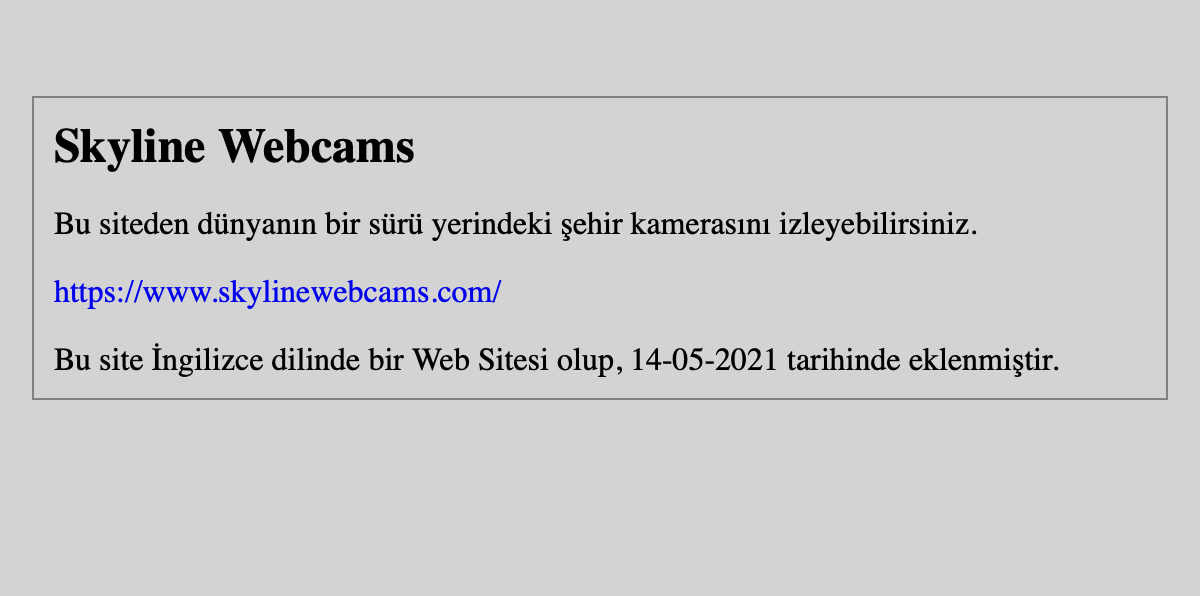 Skyline Webcams
Bu siteden dünyanın bir sürü yerindeki şehir kamerasını izleyebilirsiniz.
https://www.skylinewebcams.com/
Bu site İngilizce dilinde bir Web Sitesi olup, 14-05-2021 tarihinde eklenmiştir.